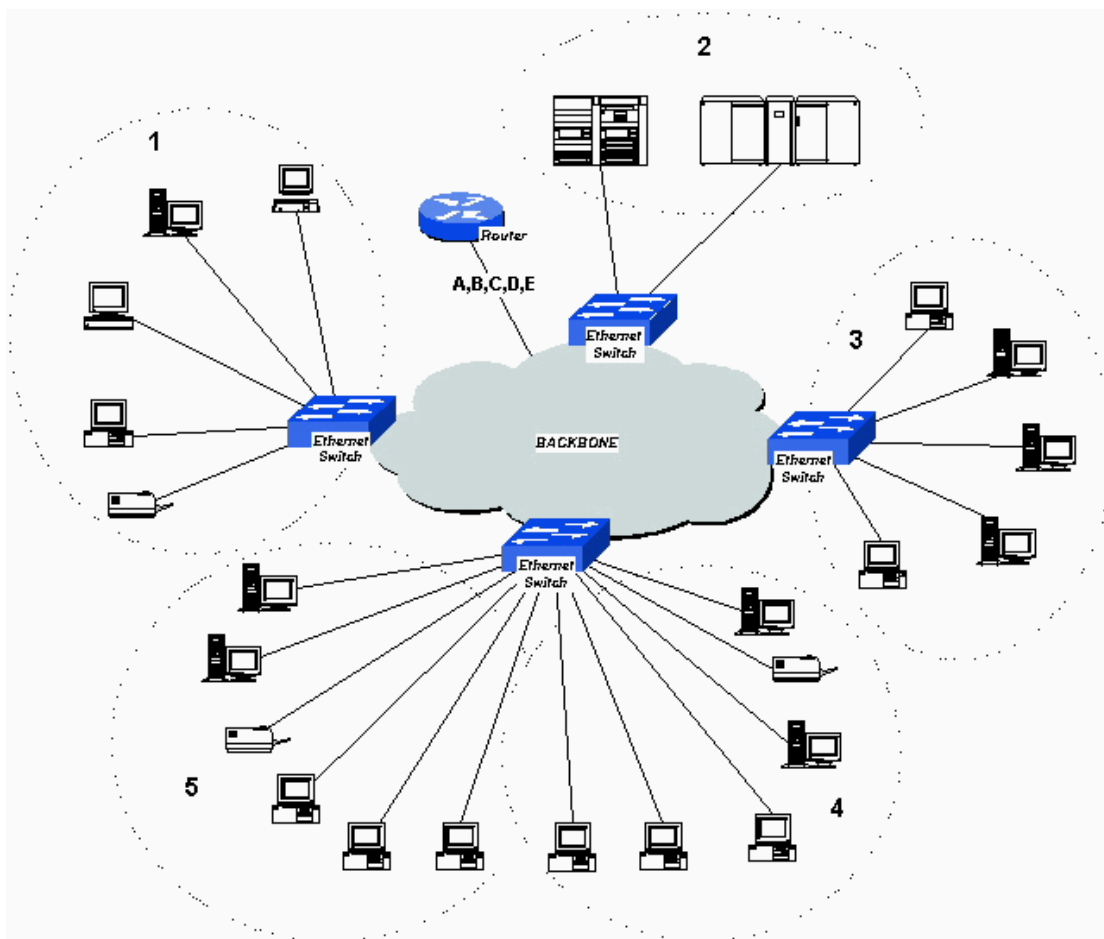 2
1
Router
A,B,C,D,E
Ethernet
Switch
3
Ethernet
Switch
BACKBONE
Ethernet
Switch
Ethernet
Switch
5
4